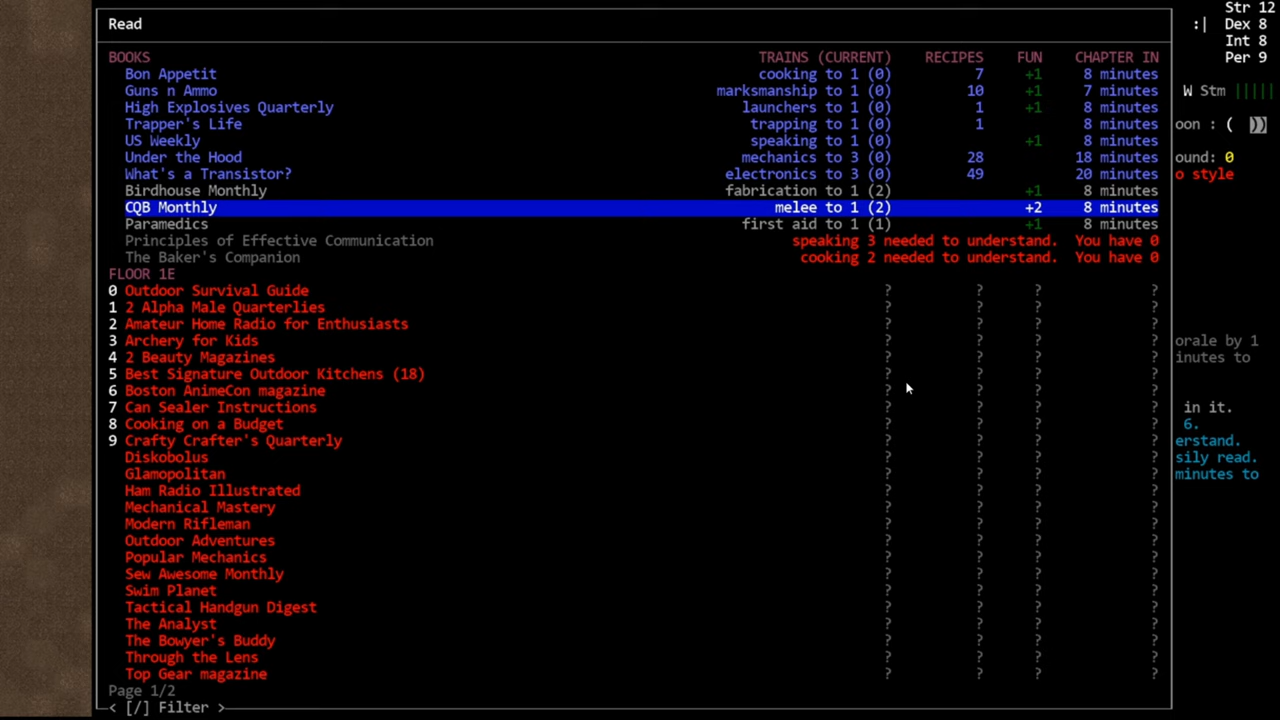 Read
Str 12
:| Dex 8
Int 8
Per 9
BOOKS TRAINS (CURRENT) RECIPES FUN CHAPTER IN
Bon Appetit cooking to 1 (0) 7 +1 8 minutes
Guns n Ammo marksmanship to 1 (0) 10 +1 7 minutes
W Stm |||||
High Explosives Quarterly launchers to 1 (0) 1 +1 8 minutes
Trapper's Life trapping to 1 (0) 1 8 minutes
oon : ( ))
US Weekly speaking to 1 (0) +1 8 minutes
Under the Hood mechanics to 3 (0) 28 18 minutes
ound: 0
What's a Transistor? electronics to 3 (0) 49 20 minutes
o style
Birdhouse Monthly fabrication to 1 (2) +1 8 minutes
CQB Monthly melee to 1 (2) +2 8 minutes
Paramedics first aid to 1 (1) +1 8 minutes
Principles of Effective Communication speaking 3 needed to understand. You have 0
The Baker's Companion cooking 2 needed to understand. You have 0
FLOOR 1E
0 Outdoor Survival Guide ? ? ? ?
1 2 Alpha Male Quarterlies ? ? ? ?
2 Amateur Home Radio for Enthusiasts ? ? ? ?
3 Archery for Kids ? ? ? ?
orale by 1
4 2 Beauty Magazines ? ? ? ?
inutes to
5 Best Signature Outdoor Kitchens (18) ? ? ? ?
6 Boston AnimeCon magazine ? ? ? ?
7 Can Sealer Instructions ? ? ? ?
in it.
8 Cooking on a Budget ? ? ? ?
6.
9 Crafty Crafter's Quarterly ? ? ? ?
erstand.
Diskobolus ? ? ? ?
sily read.
Glamopolitan ? ? ? ?
minutes to
Ham Radio Illustrated ? ? ? ?
Mechanical Mastery ? ? ? ?
Modern Rifleman ? ? ? ?
Outdoor Adventures ? ? ? ?
Popular Mechanics ? ? ? ?
Sew Awesome Monthly ? ? ? ?
Swim Planet ? ? ? ?
Tactical Handgun Digest ? ? ? ?
The Analyst ? ? ? ?
The Bowyer's Buddy ? ? ? ?
Through the Lens ? ? ? ?
Top Gear magazine ? ? ? ?
Page 1/2
< [/] Filter >